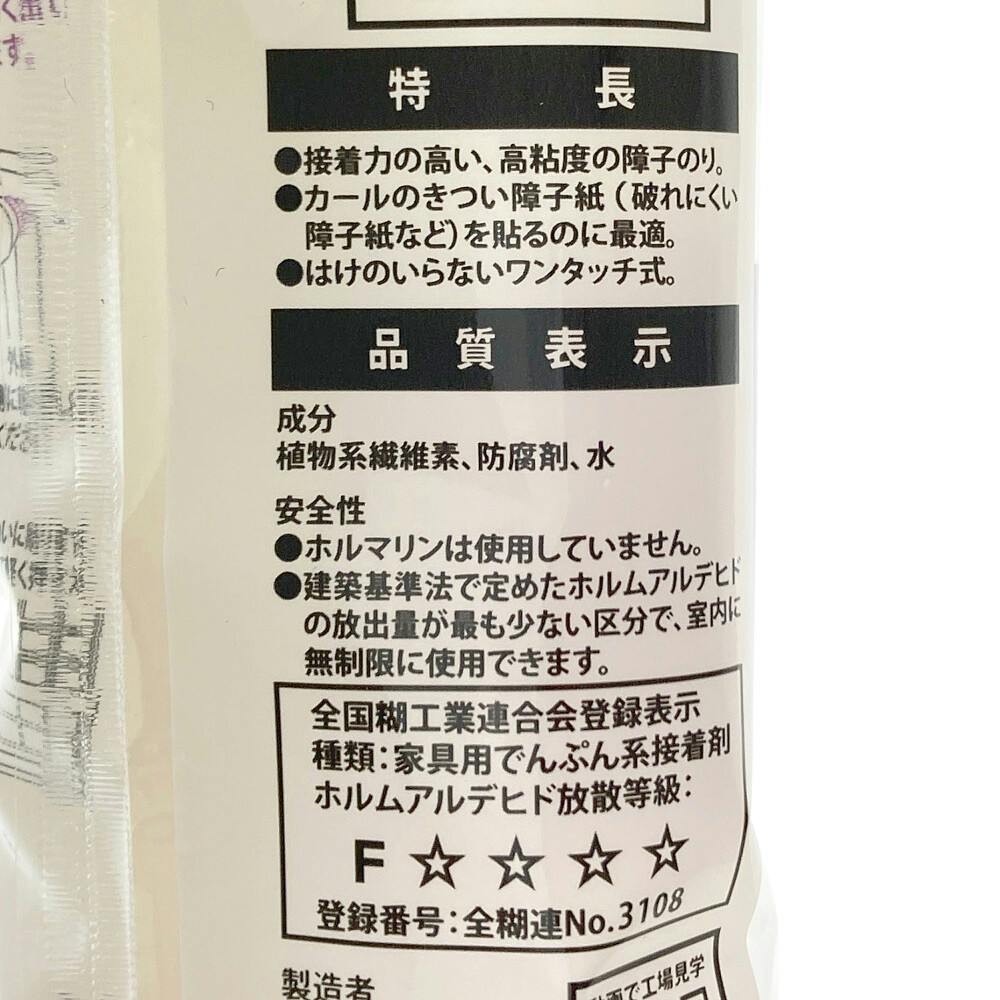 す。
特長
●接着力の高い、高粘度の障子のり。
●カールのきつい障子紙（破れにくい
障子紙など）を貼るのに最適。
●はけのいらないワンタッチ式。
品質表示
成分
植物系繊維素、防腐剤、水
安全性
●ホルマリンは使用していません。
●建築基準法で定めたホルムアルデヒド
の放出量が最も少ない区分で、室内に
無制限に使用できます。
全国糊工業連合会登録表示
種類：家具用でんぷん系接着剤
ホルムアルデヒド放散等級：
F☆☆☆☆
登録番号：全糊連No.3108
製造者
動画で工場見学